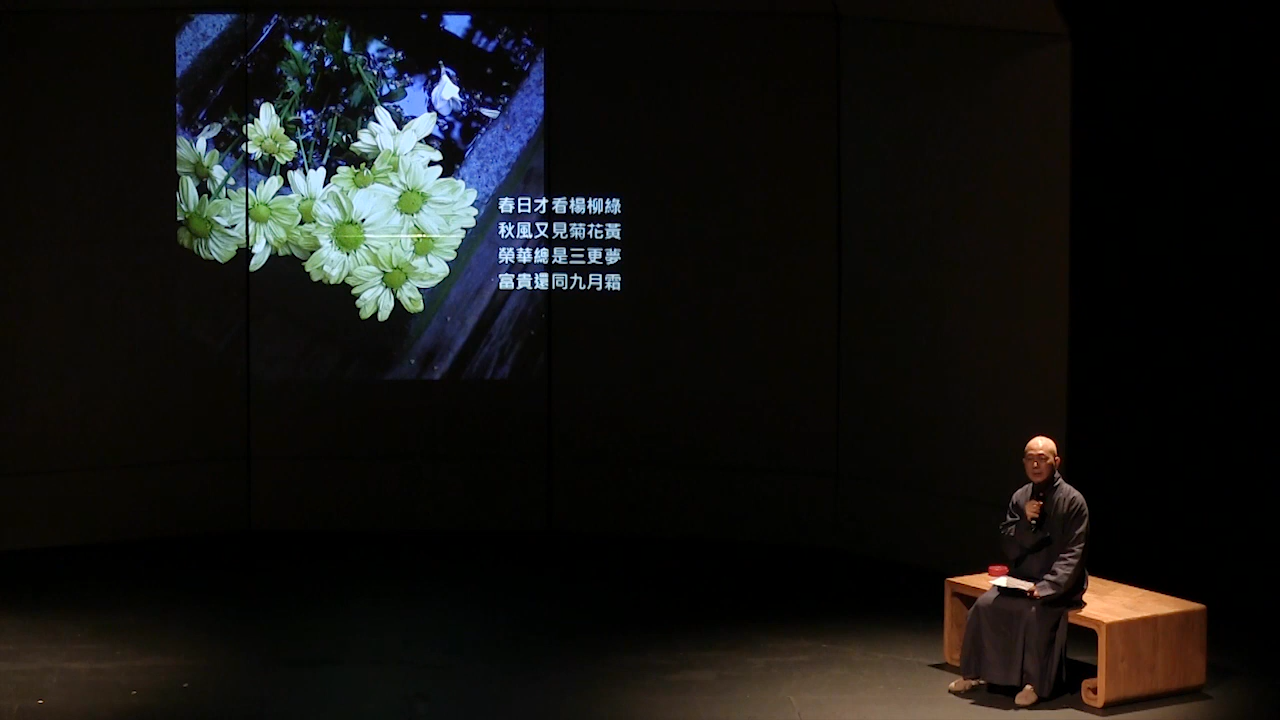 春日才看楊柳綠
秋風又見菊花黃
榮華總是三更夢
富貴還同九月霜